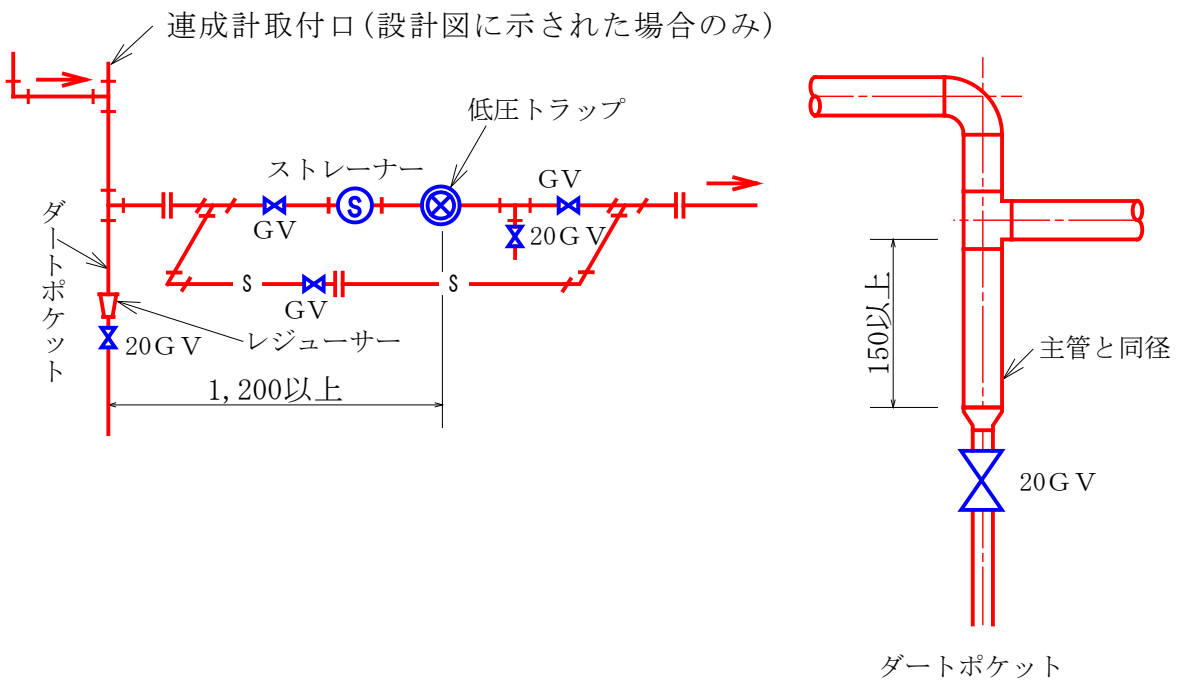 連成計取付口(設計図に示された場合のみ)
低圧トラップ
ストレーナー
GV
S
GV
20GV
ダートポケット
S
GV
S
レジューサー
20GV
1,200以上
150以上
主管と同径
20GV
ダートポケット